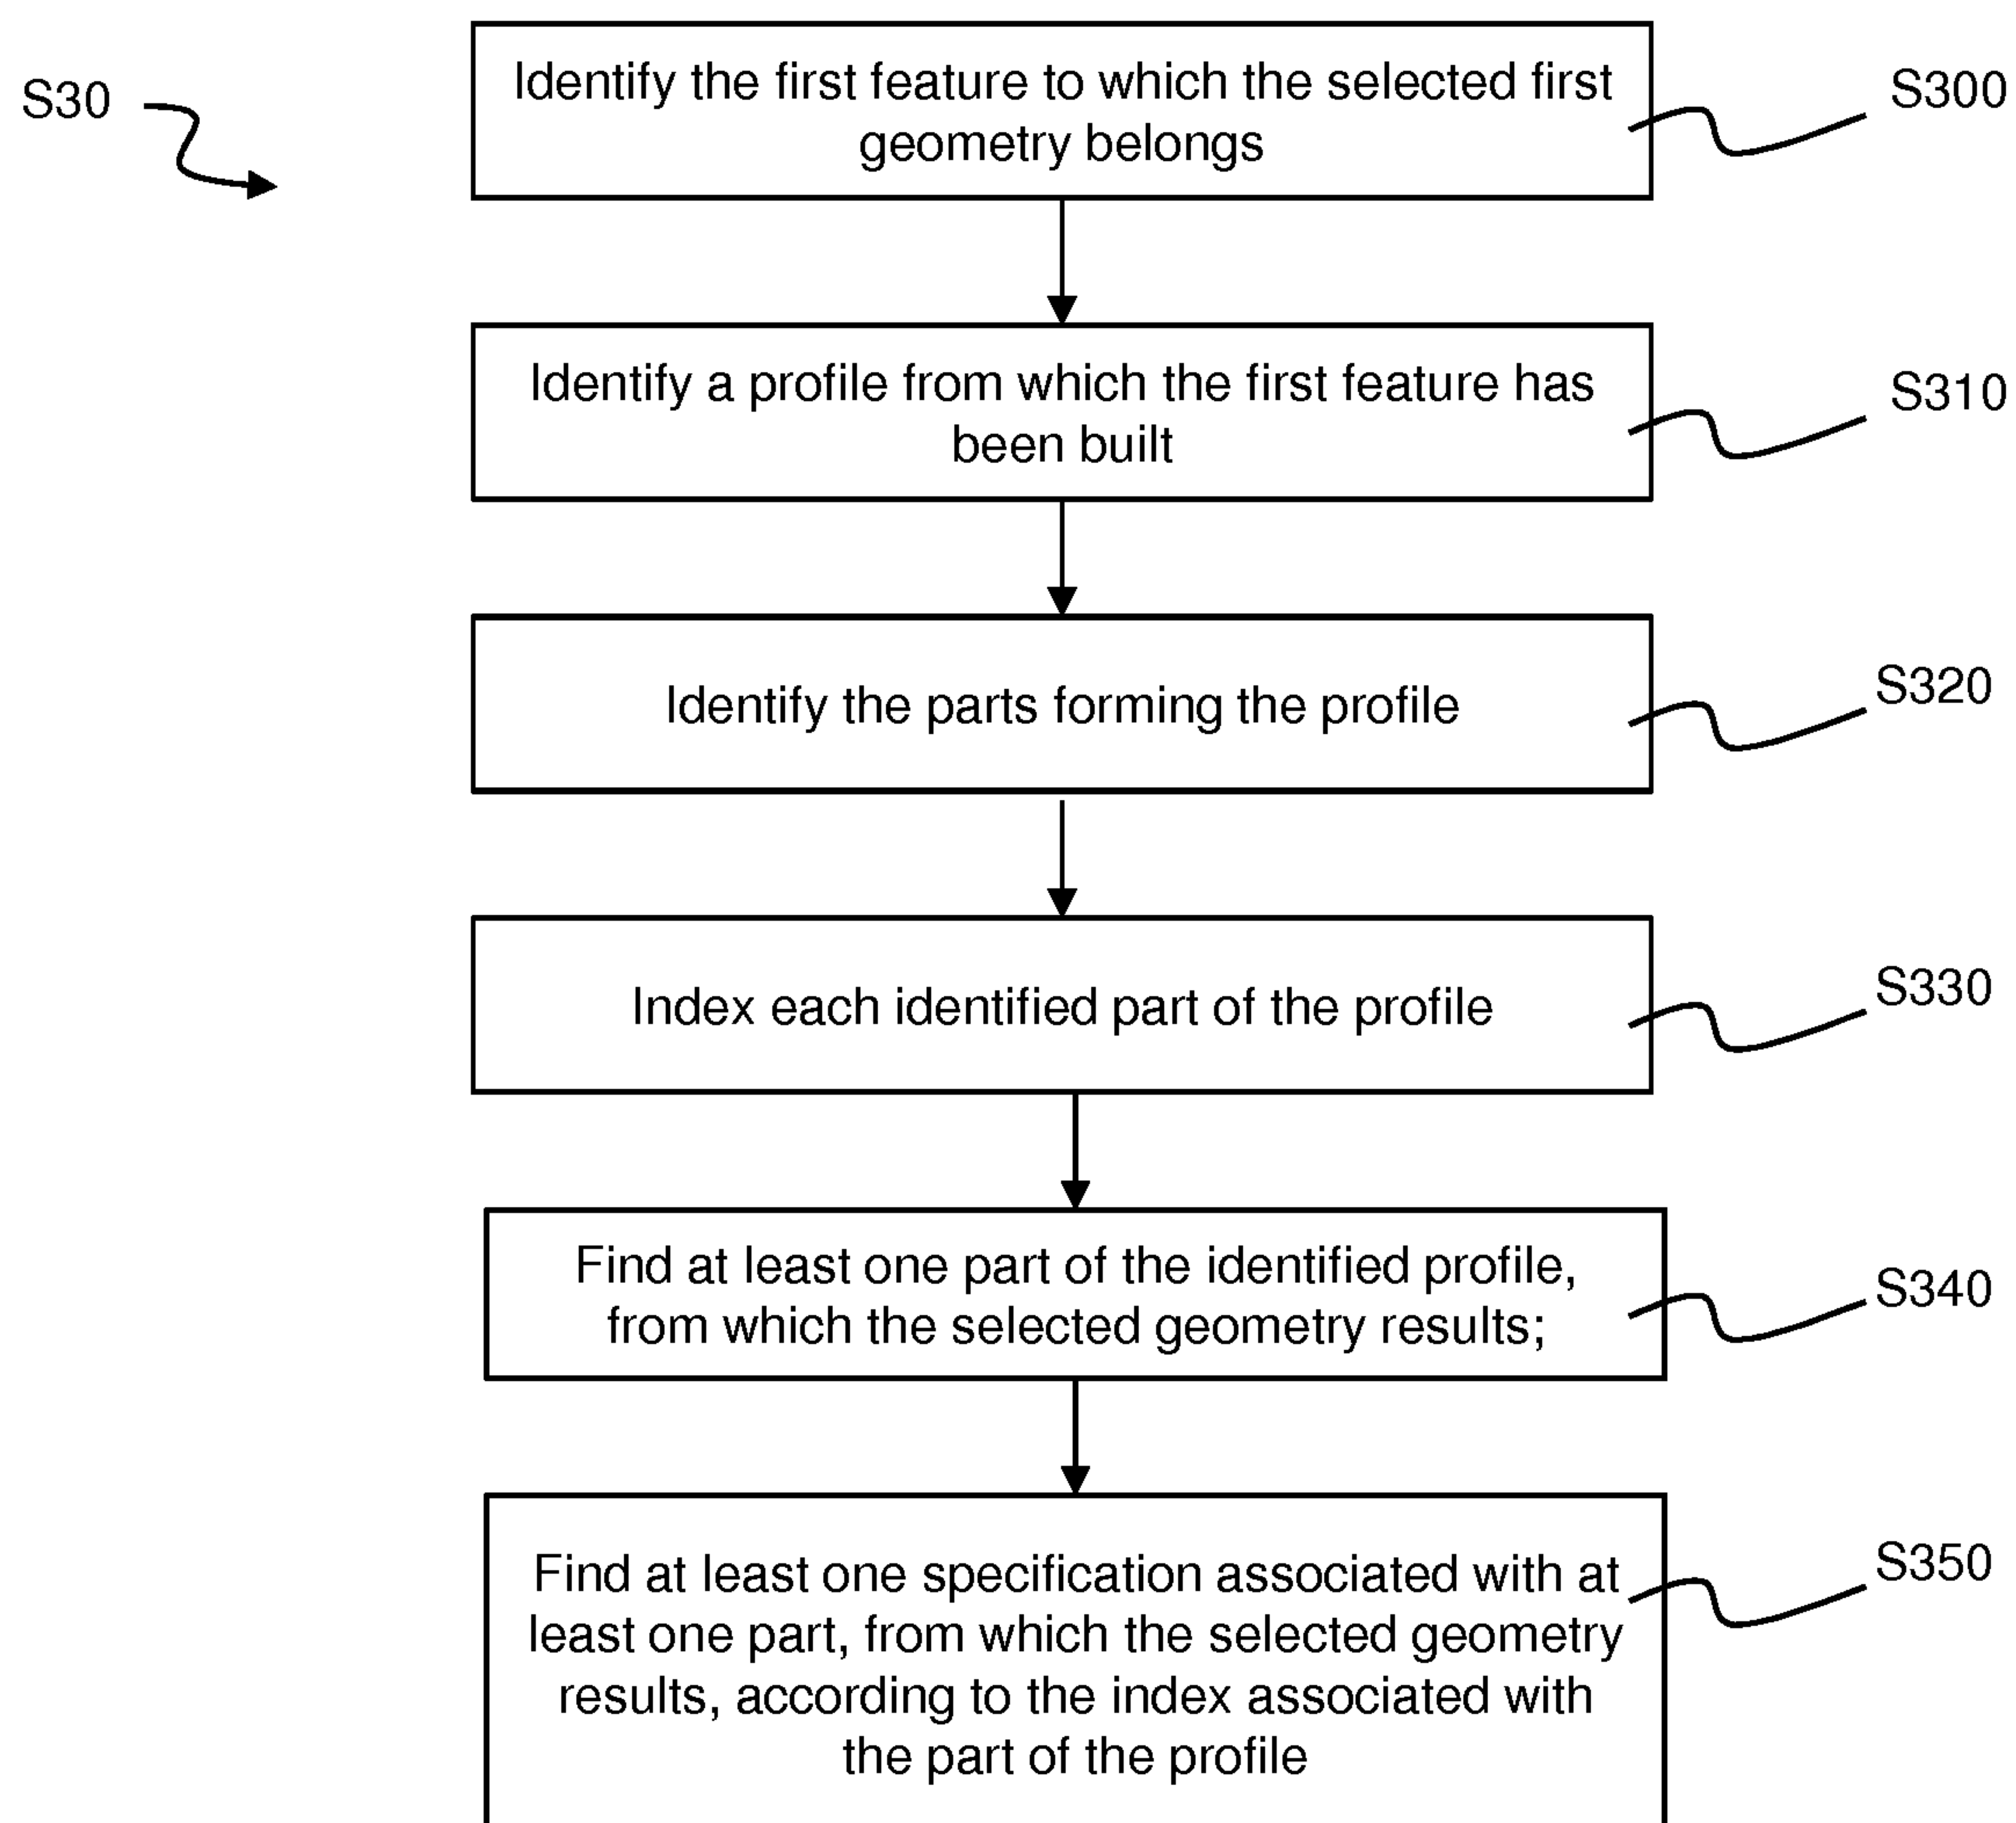 S30
Identify the first feature to which the selected first
geometry belongs
S300
Identify a profile from which the first feature has
been built
S310
Identify the parts forming the profile
S320
Index each identified part of the profile
S330
Find at least one part of the identified profile,
from which the selected geometry results;
S340
Find at least one specification associated with at
least one part, from which the selected geometry
results, according to the index associated with
the part of the profile
S350